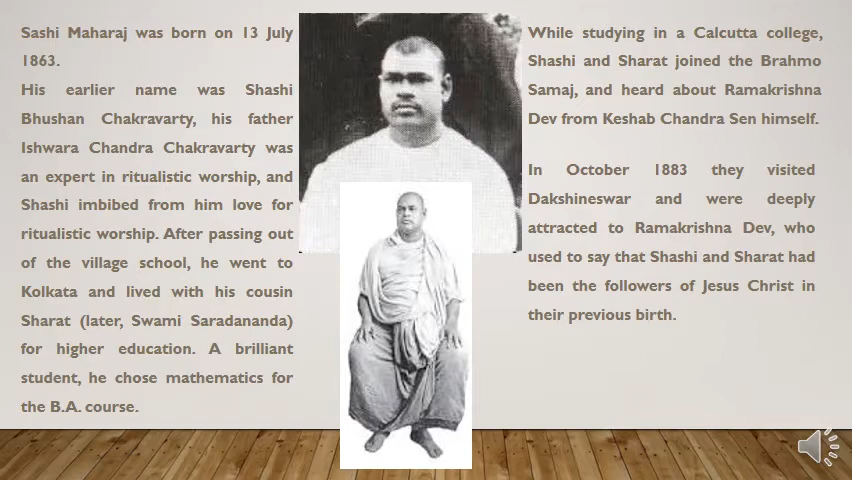 Sashi Maharaj was born on 13 July
1863.
His earlier name was Shashi
Bhushan Chakravarty, his father
Ishwara Chandra Chakravarty was
an expert in ritualistic worship, and
Shashi imbibed from him love for
ritualistic worship. After passing out
of the village school, he went to
Kolkata and lived with his cousin
Sharat (later, Swami Saradananda)
for higher education. A brilliant
student, he chose mathematics for
the B.A. course.
While studying in a Calcutta college,
Shashi and Sharat joined the Brahmo
Samaj, and heard about Ramakrishna
Dev from Keshab Chandra Sen himself.
In October 1883 they visited
Dakshineswar and were deeply
attracted to Ramakrishna Dev, who
used to say that Shashi and Sharat had
been the followers of Jesus Christ in
their previous birth.